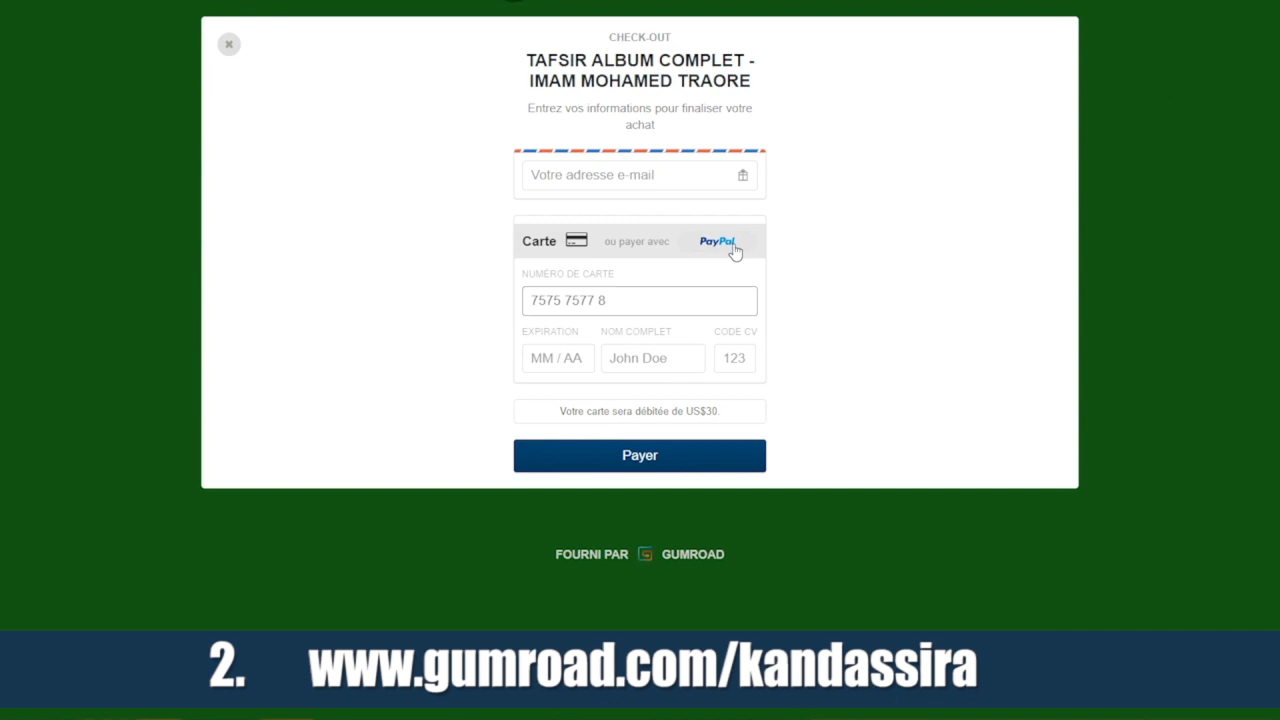 CHECK-OUT
TAFSIR ALBUM COMPLET -
IMAM MOHAMED TRAORE
Entrez vos informations pour finaliser votre
achat
Votre adresse e-mail
Carte ou payer avec PayPal
NUMÉRO DE CARTE
7575 7577 8
EXPIRATION NOM COMPLET CODE CV
MM / AA John Doe 123
Votre carte sera débitée de US$30.
Payer
FOURNI PAR GUMROAD
2. www.gumroad.com/kandassira